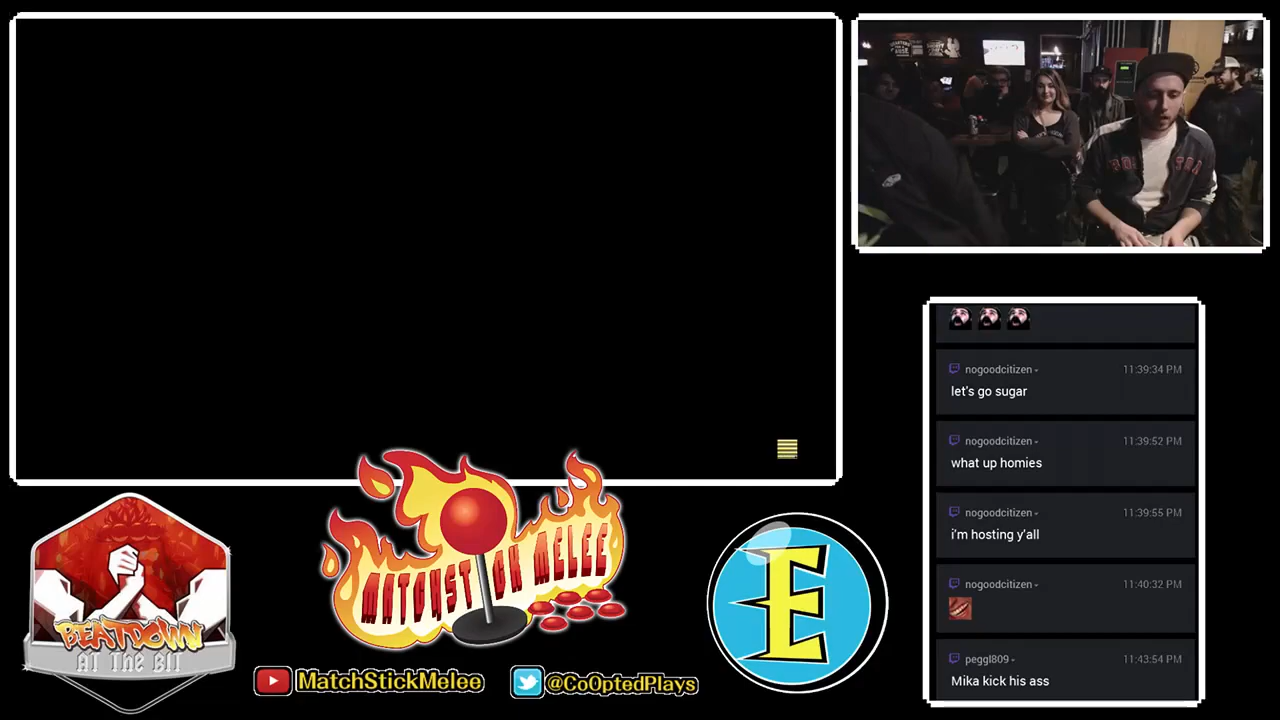 BOSTON
nogoodcitizen
11:39:34 PM
let's go sugar
nogoodcitizen
11:39:52 PM
what up homies
nogoodcitizen
11:39:55 PM
i'm hosting y'all
nogoodcitizen
11:40:32 PM
peggl809
11:43:54 PM
Mika kick his ass
MATCHSTICK MELEE
E
BEATDOWN
AT THE BIT
MatchStickMelee
@CoOptedPlays